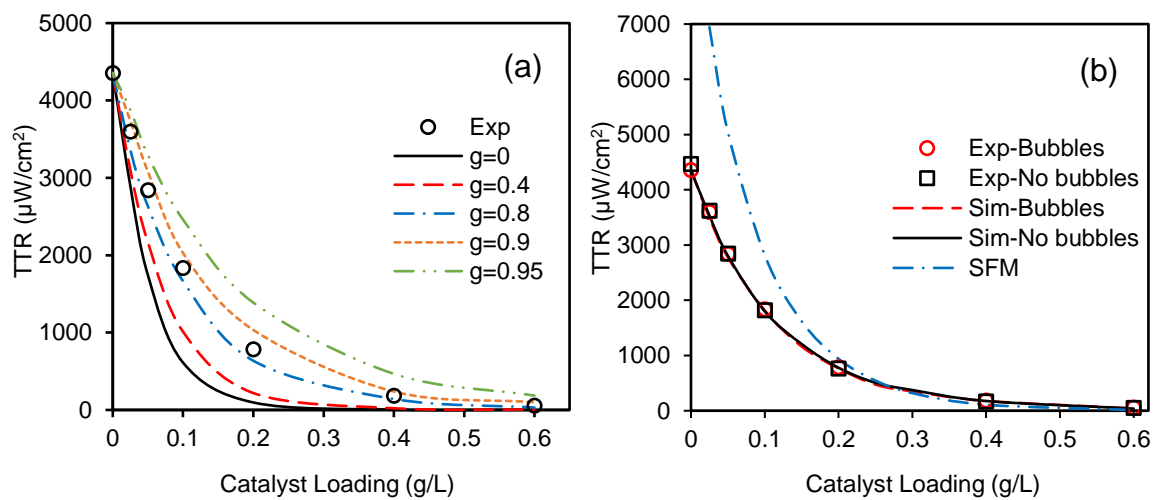 5000
4000
3000
2000
1000
0
TTR (µW/cm²)
0
0.1
0.2
0.3
0.4
0.5
0.6
Catalyst Loading (g/L)
(a)
Exp
g=0
g=0.4
g=0.8
g=0.9
g=0.95
7000
6000
5000
4000
3000
2000
1000
0
TTR (µW/cm²)
0
0.1
0.2
0.3
0.4
0.5
0.6
Catalyst Loading (g/L)
(b)
Exp-Bubbles
Exp-No bubbles
Sim-Bubbles
Sim-No bubbles
SFM